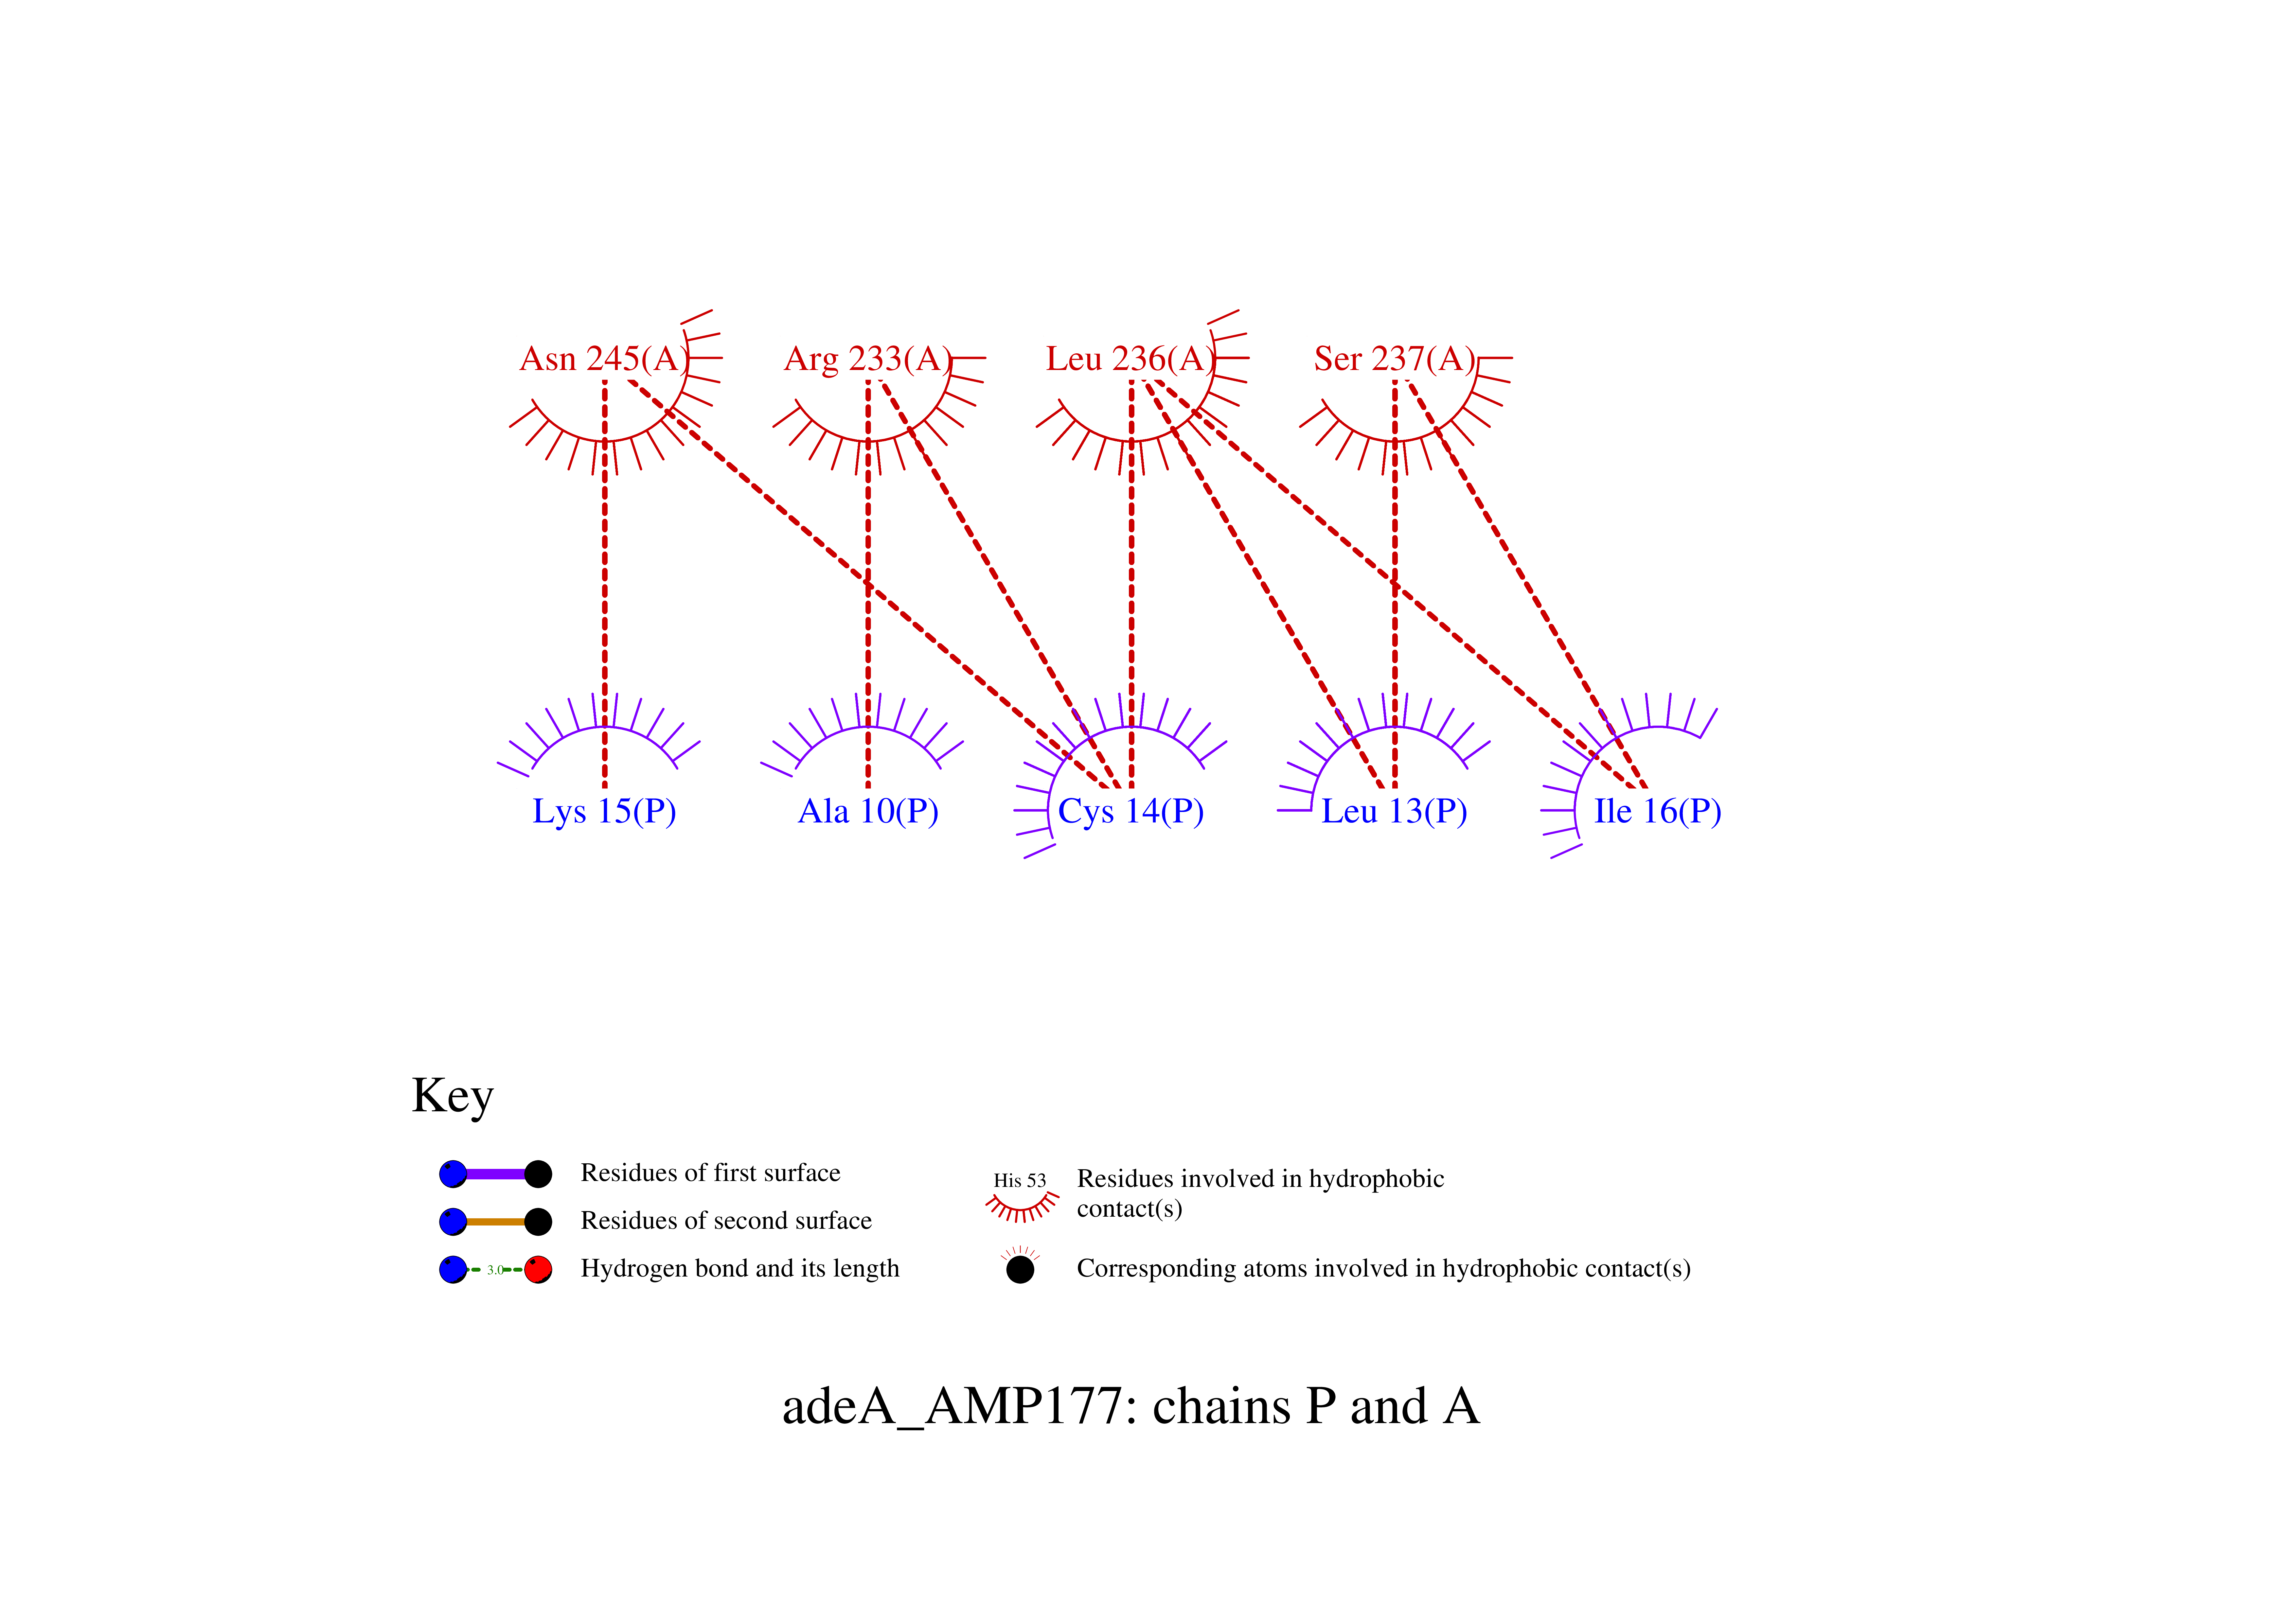 Asn 245(A) Arg 233(A) Leu 236(A) Ser 237(A)
Lys 15(P) Ala 10(P) Cys 14(P) Leu 13(P) Ile 16(P)
Key
Residues of first surface
Residues of second surface
3.0 Hydrogen bond and its length
His 53 Residues involved in hydrophobic
contact(s)
Corresponding atoms involved in hydrophobic contact(s)
adeA_AMP177: chains P and A